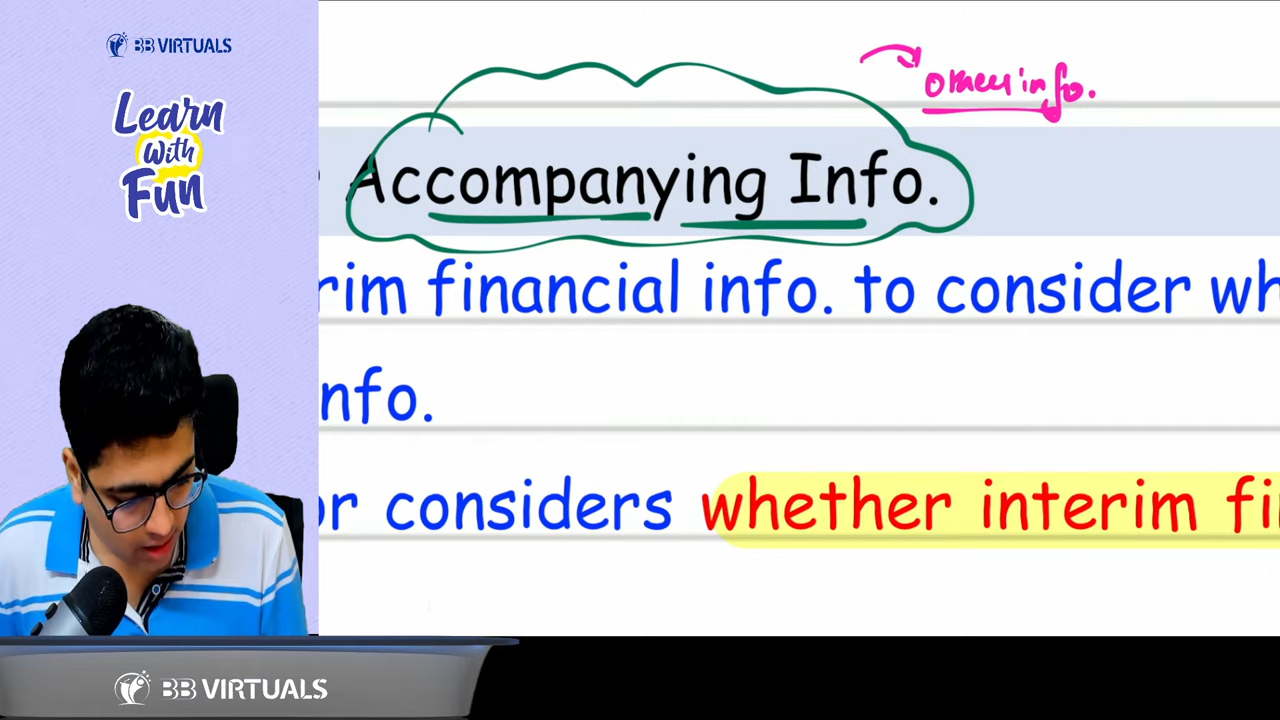 BB VIRTUALS
Learn
With
Fun
other info.
Accompanying Info.
rim financial info. to consider wh
nfo.
or considers whether interim fi
BB VIRTUALS